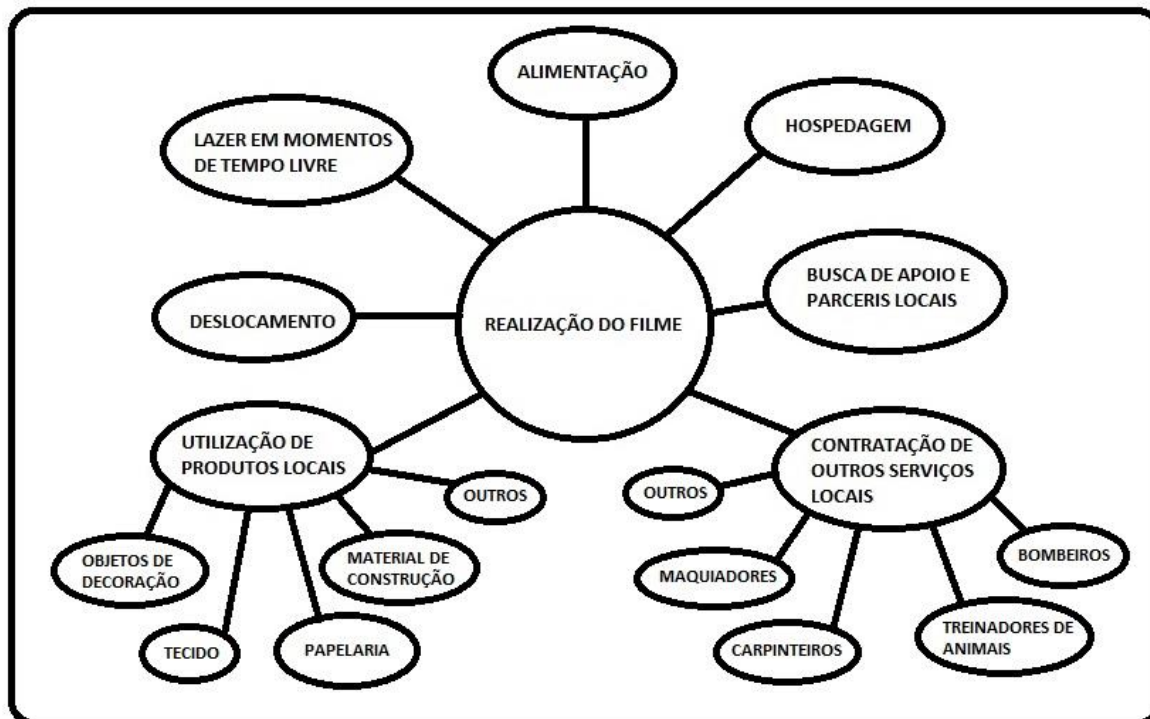 ALIMENTAÇÃO
HOSPEDAGEM
LAZER EM MOMENTOS
DE TEMPO LIVRE
BUSCA DE APOIO E
PARCERIS LOCAIS
DESLOCAMENTO
REALIZAÇÃO DO FILME
UTILIZAÇÃO DE
PRODUTOS LOCAIS
CONTRATAÇÃO DE
OUTROS SERVIÇOS
LOCAIS
OUTROS
OUTROS
OBJETOS DE
DECORAÇÃO
MATERIAL DE
CONSTRUÇÃO
MAQUIADORES
BOMBEIROS
TECIDO
PAPELARIA
CARPINTEIROS
TREINADORES DE
ANIMAIS